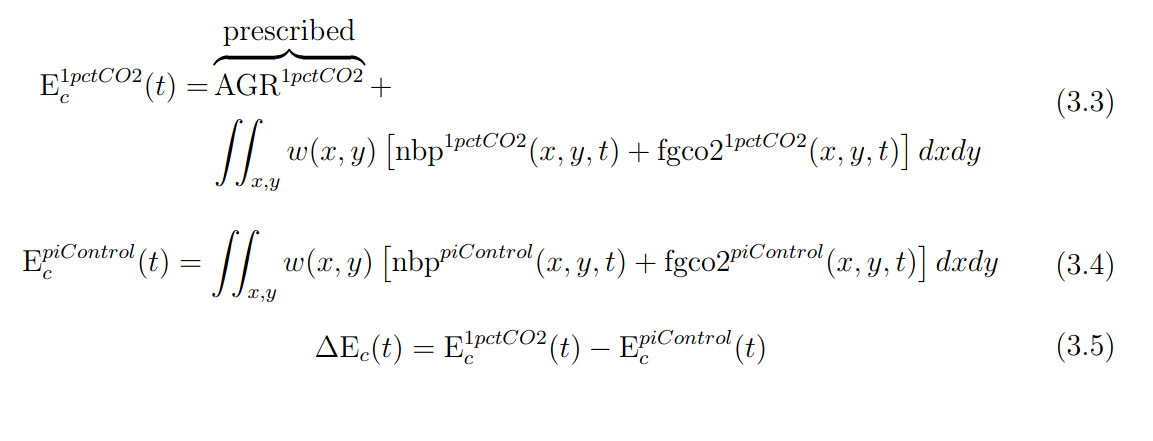 prescribed
E_c^{1pctCO2}(t) = AGR^{1pctCO2} + (3.3)
∬_{x,y} w(x, y) [nbp^{1pctCO2}(x, y, t) + fgco2^{1pctCO2}(x, y, t)] dxdy
E_c^{piControl}(t) = ∬_{x,y} w(x, y) [nbp^{piControl}(x, y, t) + fgco2^{piControl}(x, y, t)] dxdy (3.4)
ΔE_c(t) = E_c^{1pctCO2}(t) − E_c^{piControl}(t) (3.5)